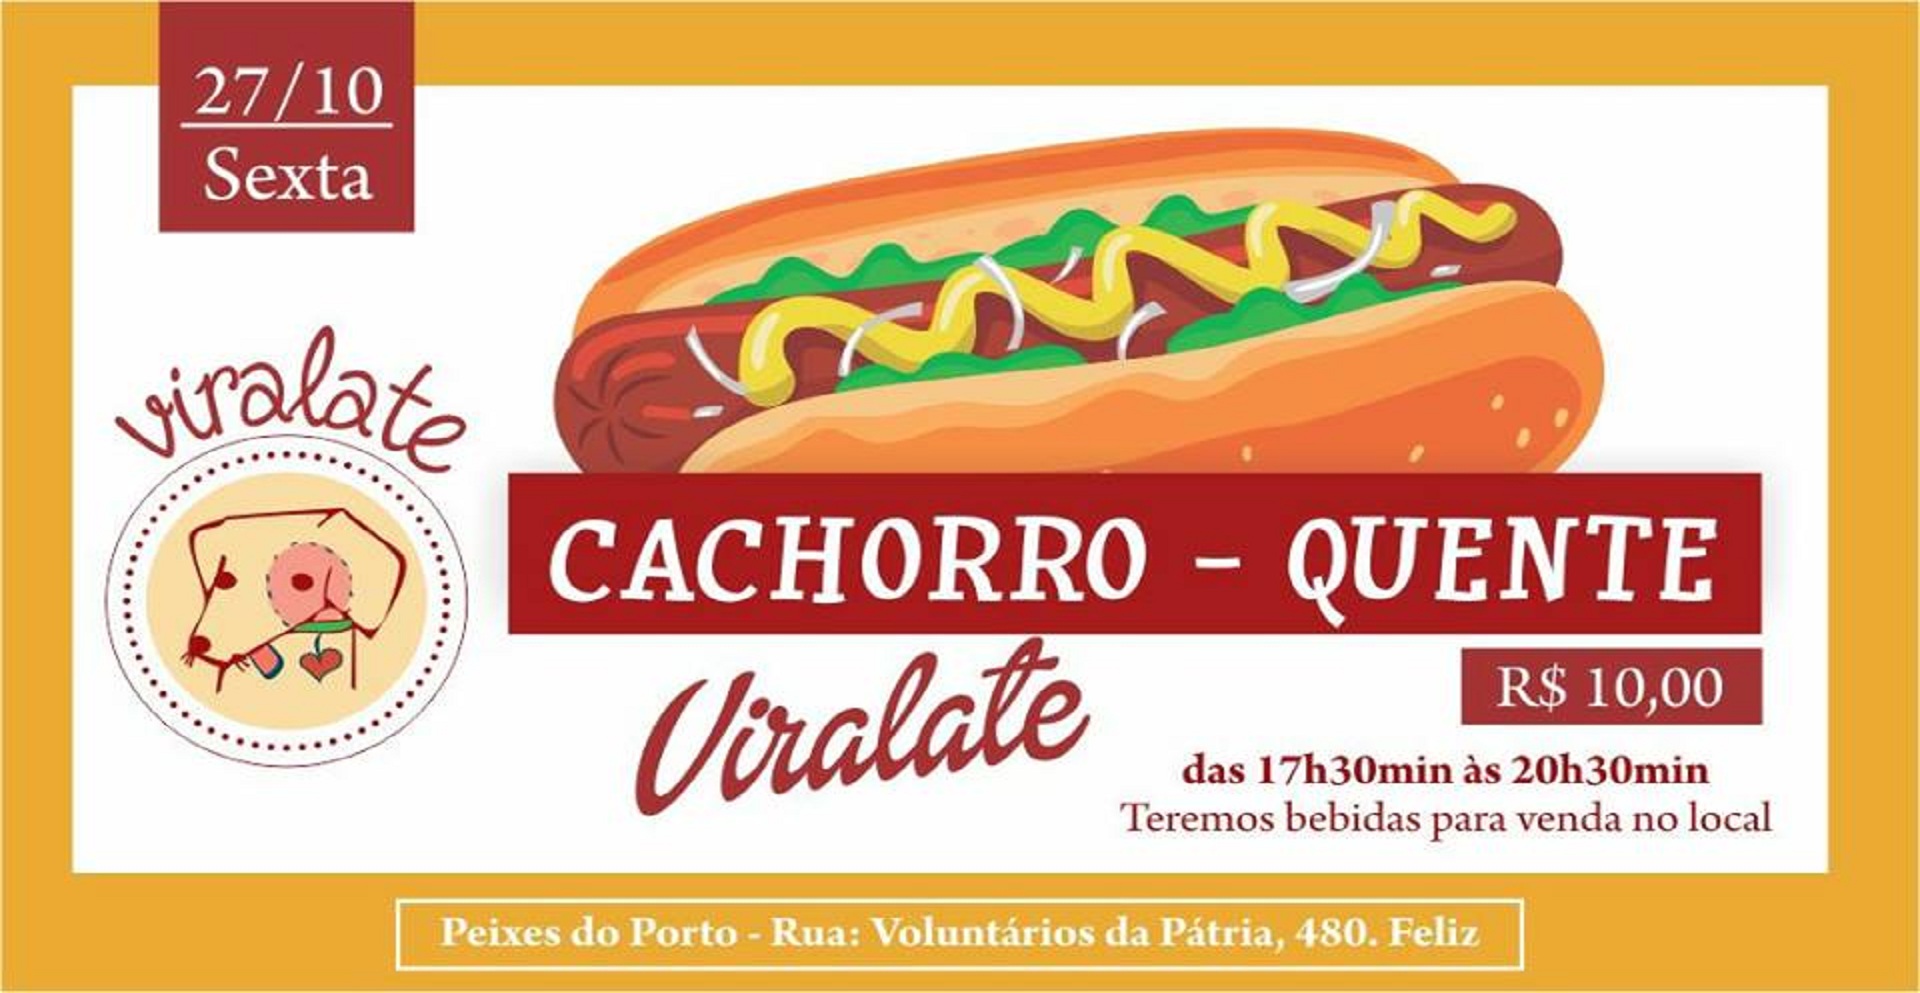 27/10
Sexta
viralate
CACHORRO - QUENTE
Viralate
R$ 10,00
das 17h30min às 20h30min
Teremos bebidas para venda no local
Peixes do Porto - Rua: Voluntários da Pátria, 480. Feliz